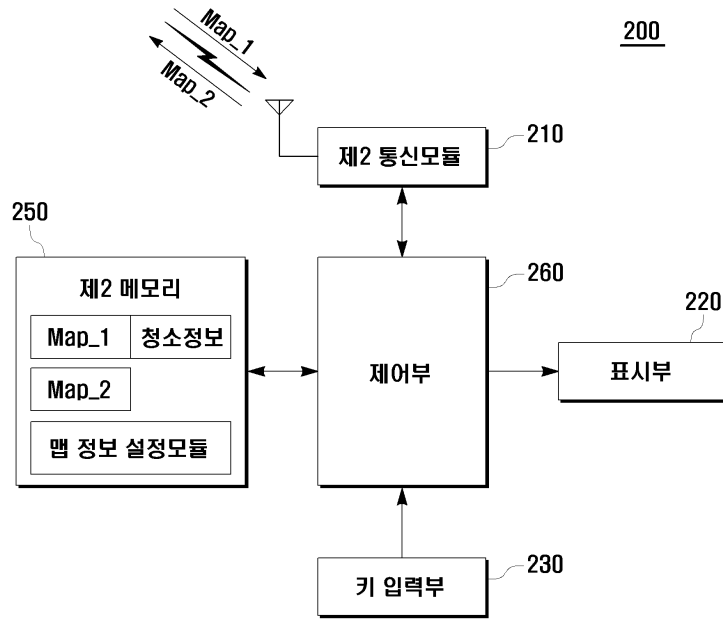 Map_1
Map_2
200
제2 통신모듈
210
250
제2 메모리
Map_1
청소정보
Map_2
맵 정보 설정모듈
260
제어부
220
표시부
키 입력부
230